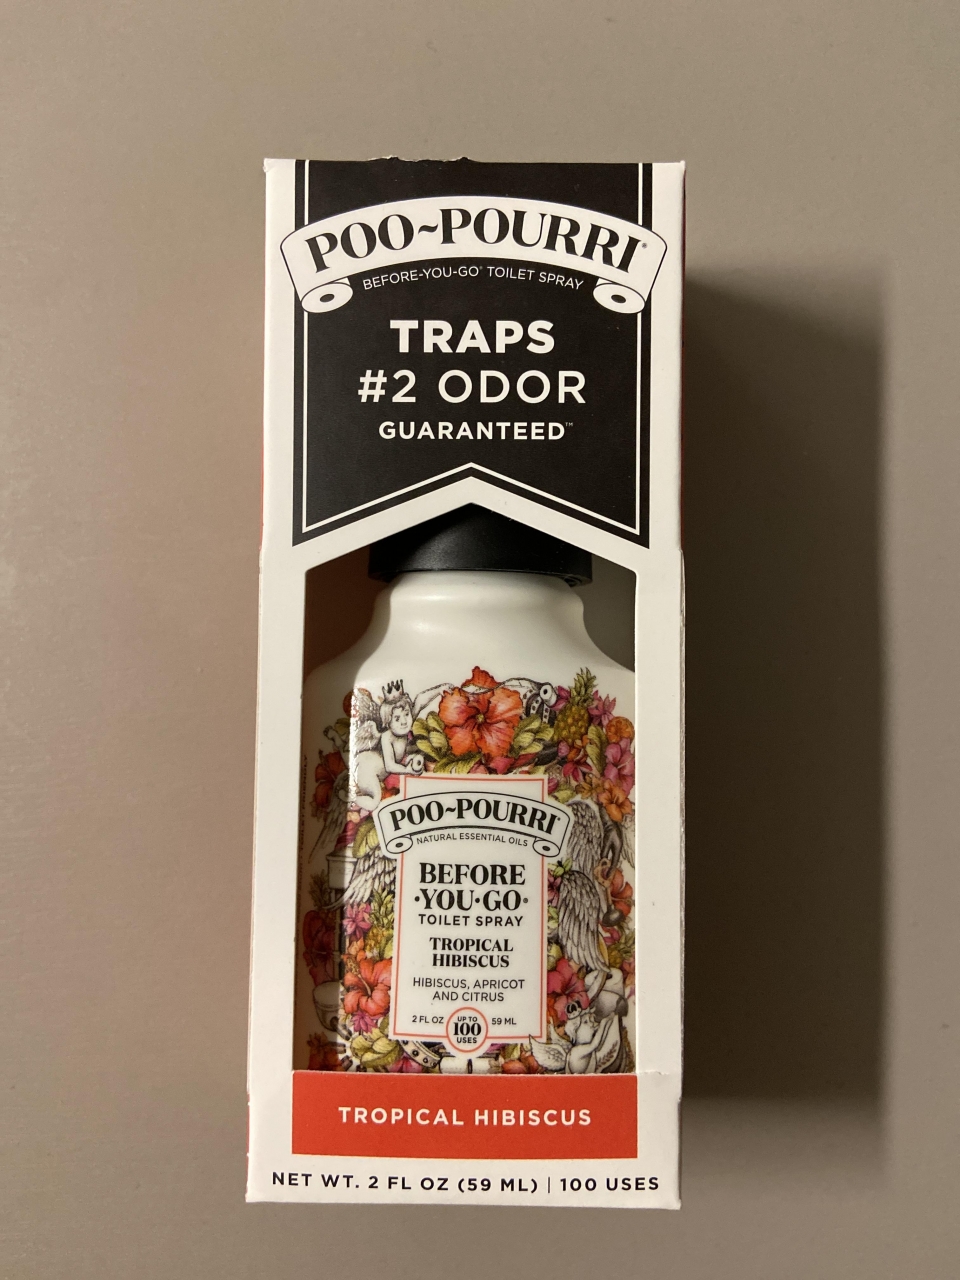 POO~POURRI®
BEFORE-YOU-GO® TOILET SPRAY
TRAPS
#2 ODOR
GUARANTEED™
POO~POURRI
NATURAL ESSENTIAL OILS
BEFORE
·YOU·GO®
TOILET SPRAY
TROPICAL
HIBISCUS
HIBISCUS, APRICOT
AND CITRUS
2 FL OZ UP TO 100 USES 59 ML
TROPICAL HIBISCUS
NET WT. 2 FL OZ (59 ML) | 100 USES